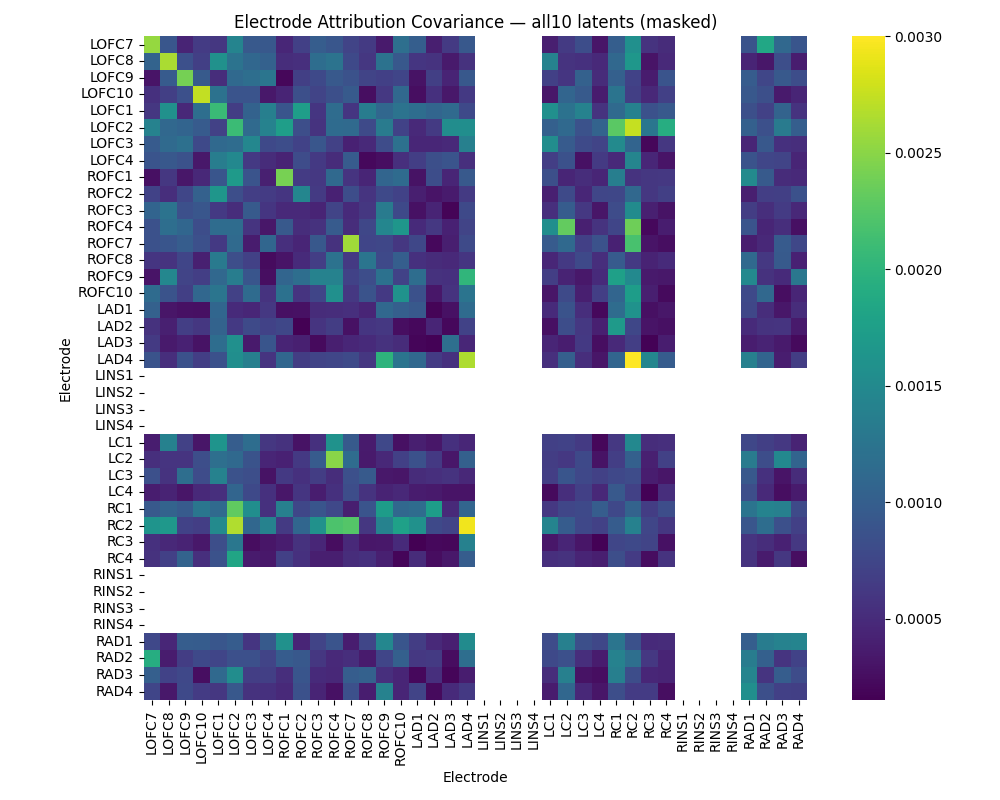 Electrode Attribution Covariance — all10 latents (masked)
Electrode
LOFC7
LOFC8
LOFC9
LOFC10
LOFC1
LOFC2
LOFC3
LOFC4
ROFC1
ROFC2
ROFC3
ROFC4
ROFC7
ROFC8
ROFC9
ROFC10
LAD1
LAD2
LAD3
LAD4
LINS1
LINS2
LINS3
LINS4
LC1
LC2
LC3
LC4
RC1
RC2
RC3
RC4
RINS1
RINS2
RINS3
RINS4
RAD1
RAD2
RAD3
RAD4
LOFC7
LOFC8
LOFC9
LOFC10
LOFC1
LOFC2
LOFC3
LOFC4
ROFC1
ROFC2
ROFC3
ROFC4
ROFC7
ROFC8
ROFC9
ROFC10
LAD1
LAD2
LAD3
LAD4
LINS1
LINS2
LINS3
LINS4
LC1
LC2
LC3
LC4
RC1
RC2
RC3
RC4
RINS1
RINS2
RINS3
RINS4
RAD1
RAD2
RAD3
RAD4
Electrode
0.0030
0.0025
0.0020
0.0015
0.0010
0.0005